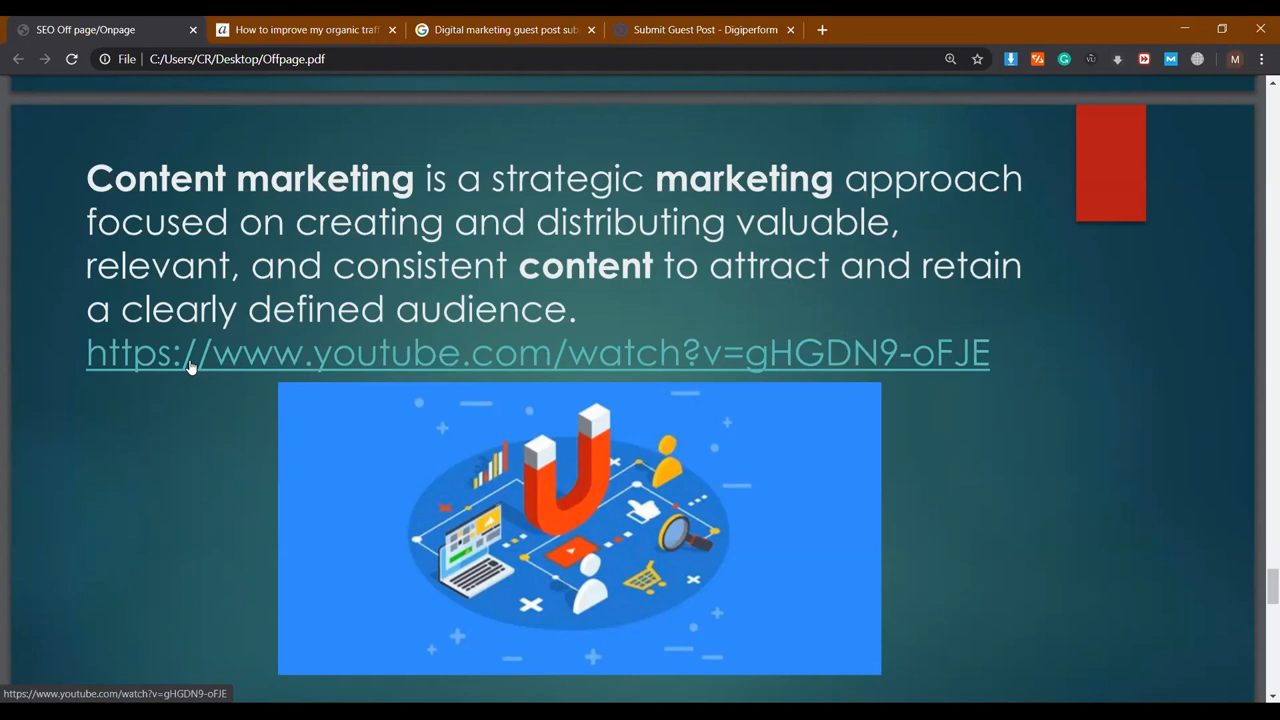 SEO Off page/Onpage
How to improve my organic traf
Digital marketing guest post sub
Submit Guest Post - Digiperform
File
C:/Users/CR/Desktop/Offpage.pdf
M
Content marketing is a strategic marketing approach
focused on creating and distributing valuable,
relevant, and consistent content to attract and retain
a clearly defined audience.
https://www.youtube.com/watch?v=gHGDN9-oFJE
https://www.youtube.com/watch?v=gHGDN9-oFJE